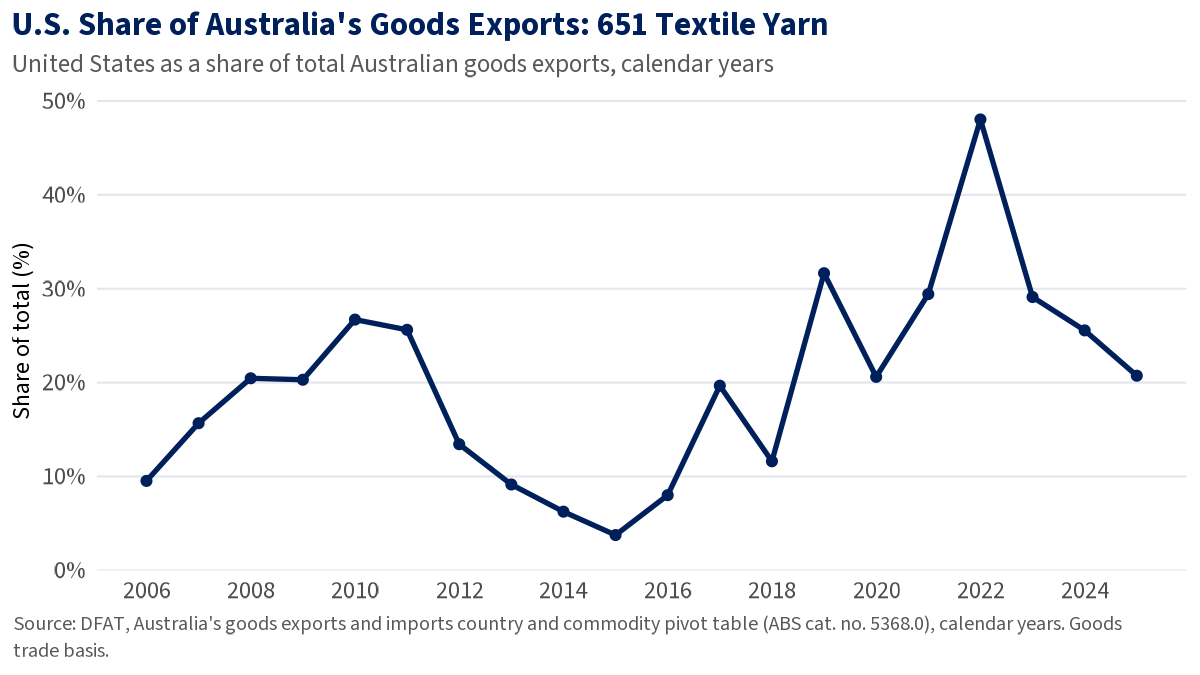 U.S. Share of Australia's Goods Exports: 651 Textile Yarn
United States as a share of total Australian goods exports, calendar years
50%
40%
30%
20%
10%
0%
Share of total (%)
2006 2008 2010 2012 2014 2016 2018 2020 2022 2024
Source: DFAT, Australia's goods exports and imports country and commodity pivot table (ABS cat. no. 5368.0), calendar years. Goods
trade basis.